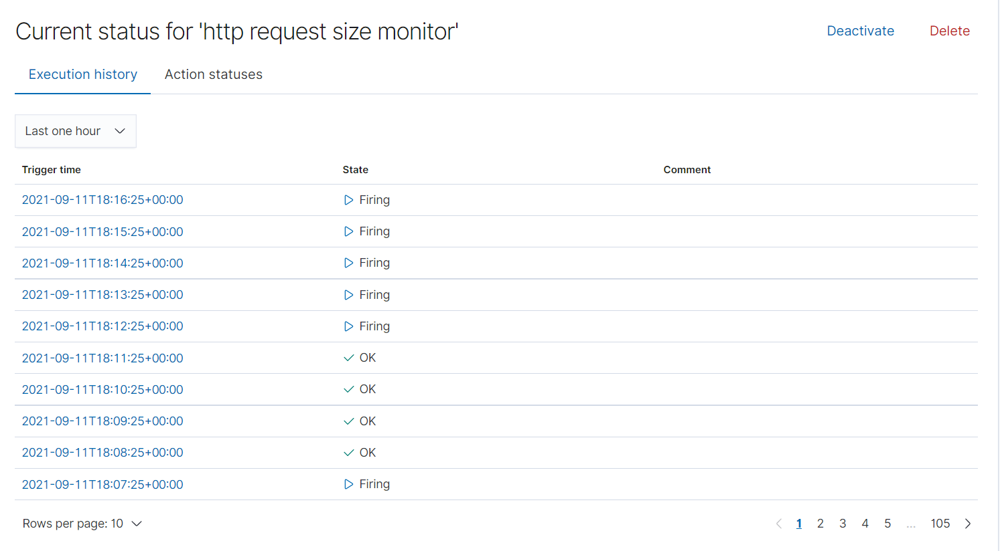 Current status for 'http request size monitor'
Deactivate
Delete
Execution history
Action statuses
Last one hour
Trigger time State Comment
2021-09-11T18:16:25+00:00 Firing
2021-09-11T18:15:25+00:00 Firing
2021-09-11T18:14:25+00:00 Firing
2021-09-11T18:13:25+00:00 Firing
2021-09-11T18:12:25+00:00 Firing
2021-09-11T18:11:25+00:00 OK
2021-09-11T18:10:25+00:00 OK
2021-09-11T18:09:25+00:00 OK
2021-09-11T18:08:25+00:00 OK
2021-09-11T18:07:25+00:00 Firing
Rows per page: 10
1 2 3 4 5 ... 105